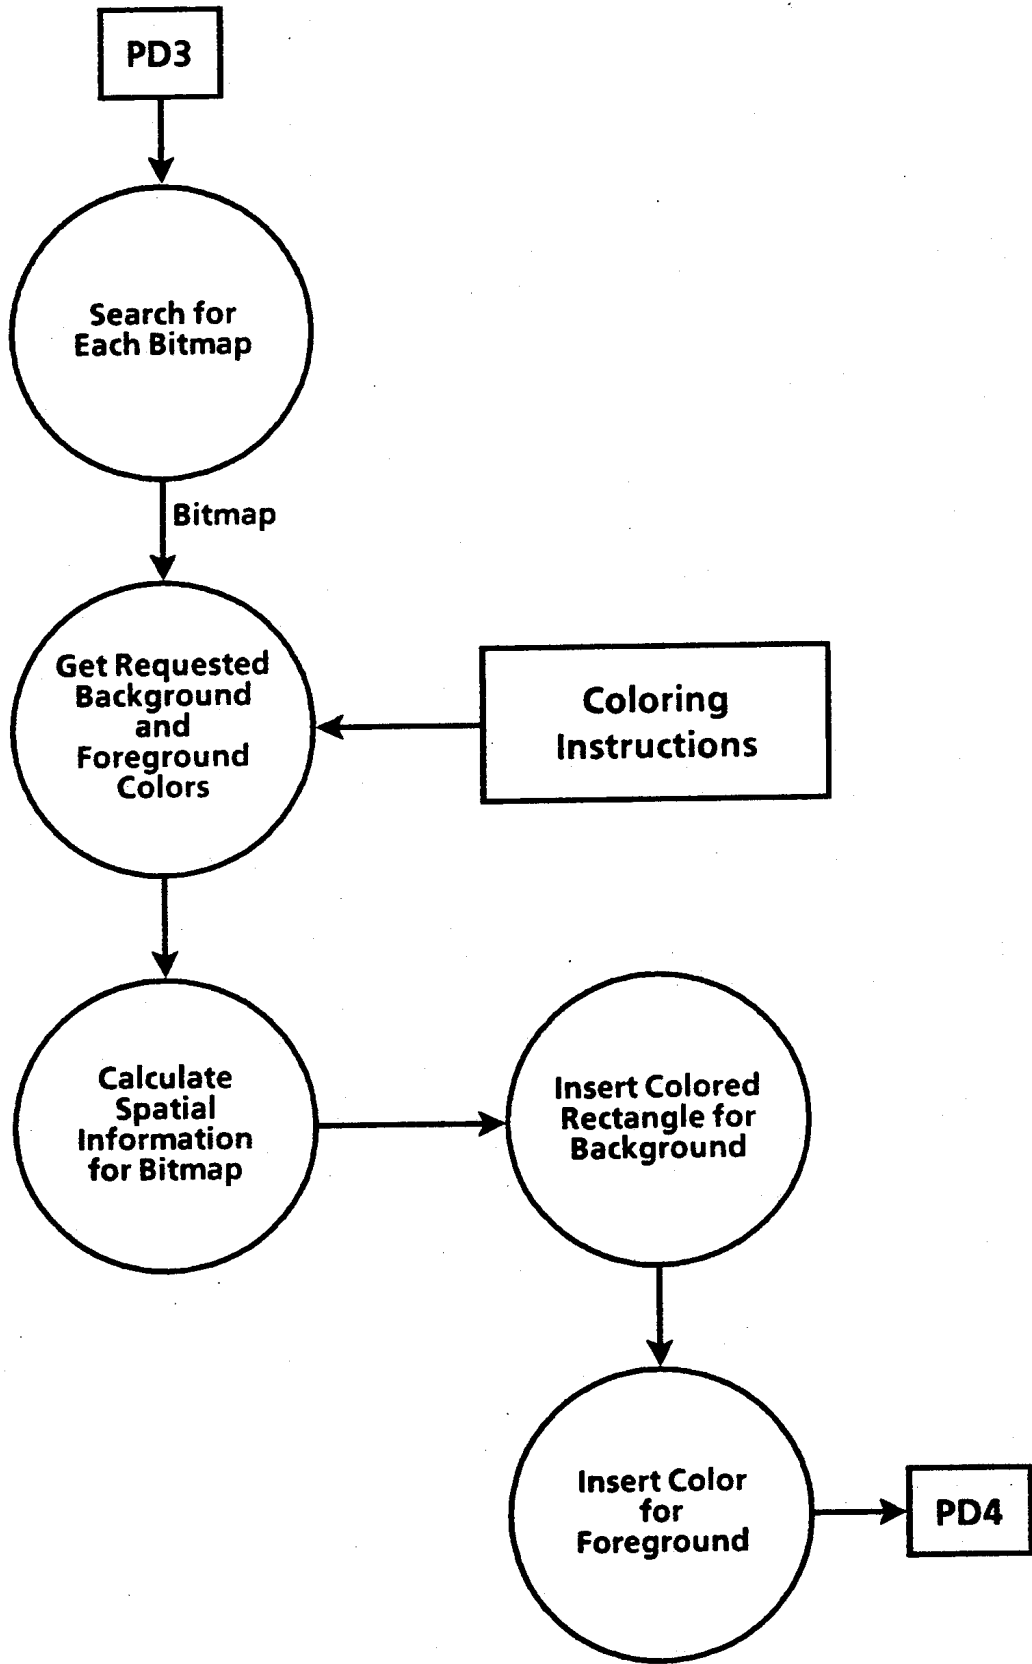 PD3
Search for
Each Bitmap
Bitmap
Get Requested
Background
and
Foreground
Colors
Coloring
Instructions
Calculate
Spatial
Information
for Bitmap
Insert Colored
Rectangle for
Background
Insert Color
for
Foreground
PD4